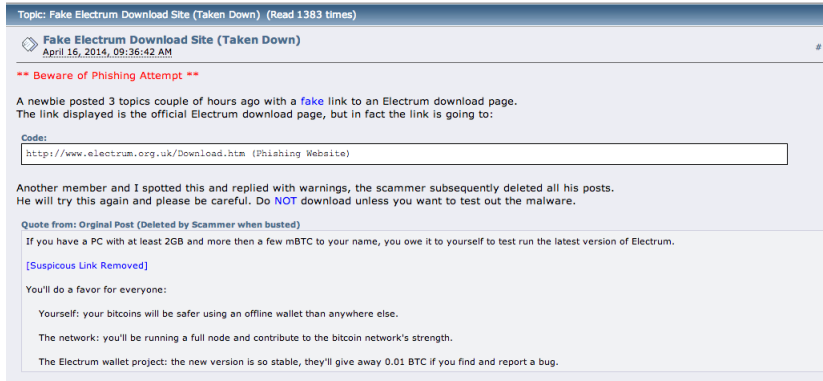 Topic: Fake Electrum Download Site (Taken Down) (Read 1383 times)
Fake Electrum Download Site (Taken Down)
April 16, 2014, 09:36:42 AM
#
** Beware of Phishing Attempt **
A newbie posted 3 topics couple of hours ago with a fake link to an Electrum download page.
The link displayed is the official Electrum download page, but in fact the link is going to:
Code:
http://www.electrum.org.uk/Download.htm (Phishing Website)
Another member and I spotted this and replied with warnings, the scammer subsequently deleted all his posts.
He will try this again and please be careful. Do NOT download unless you want to test out the malware.
Quote from: Orginal Post (Deleted by Scammer when busted)
If you have a PC with at least 2GB and more then a few mBTC to your name, you owe it to yourself to test run the latest version of Electrum.
[Suspicous Link Removed]
You'll do a favor for everyone:
Yourself: your bitcoins will be safer using an offline wallet than anywhere else.
The network: you'll be running a full node and contribute to the bitcoin network's strength.
The Electrum wallet project: the new version is so stable, they'll give away 0.01 BTC if you find and report a bug.